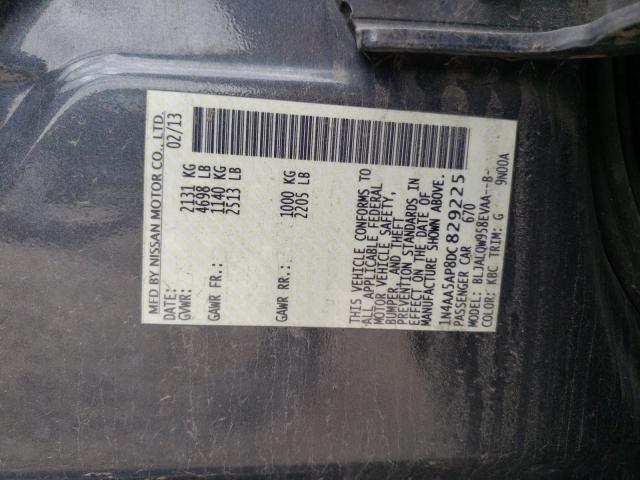 MFD BY NISSAN MOTOR CO., LTD.
DATE: 02/13
GVWR: 2131 KG
4698 LB
GAWR FR.: 1140 KG
2513 LB
GAWR RR.: 1000 KG
2205 LB
THIS VEHICLE CONFORMS TO
ALL APPLICABLE FEDERAL
MOTOR VEHICLE SAFETY,
BUMPER, AND THEFT
PREVENTION STANDARDS IN
EFFECT ON THE DATE OF
MANUFACTURE SHOWN ABOVE.
1N4AA5AP8DC829225
PASSENGER CAR 670
MODEL: BLJALQW958EVAA--B-
COLOR: KBC TRIM: G 9N00A